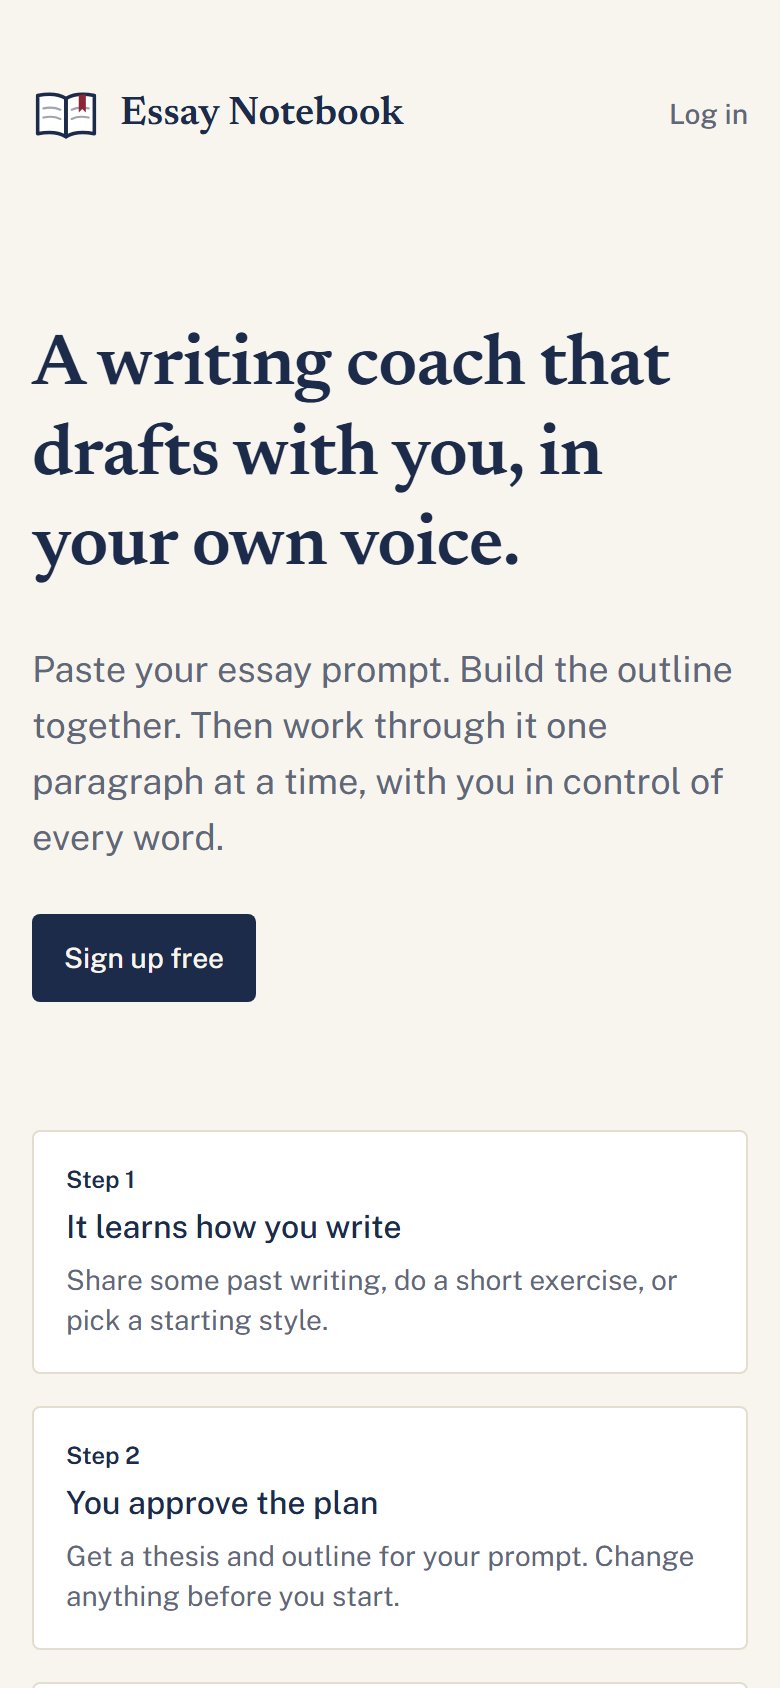 Essay Notebook
Log in
A writing coach that
drafts with you, in
your own voice.
Paste your essay prompt. Build the outline
together. Then work through it one
paragraph at a time, with you in control of
every word.
Sign up free
Step 1
It learns how you write
Share some past writing, do a short exercise, or
pick a starting style.
Step 2
You approve the plan
Get a thesis and outline for your prompt. Change
anything before you start.